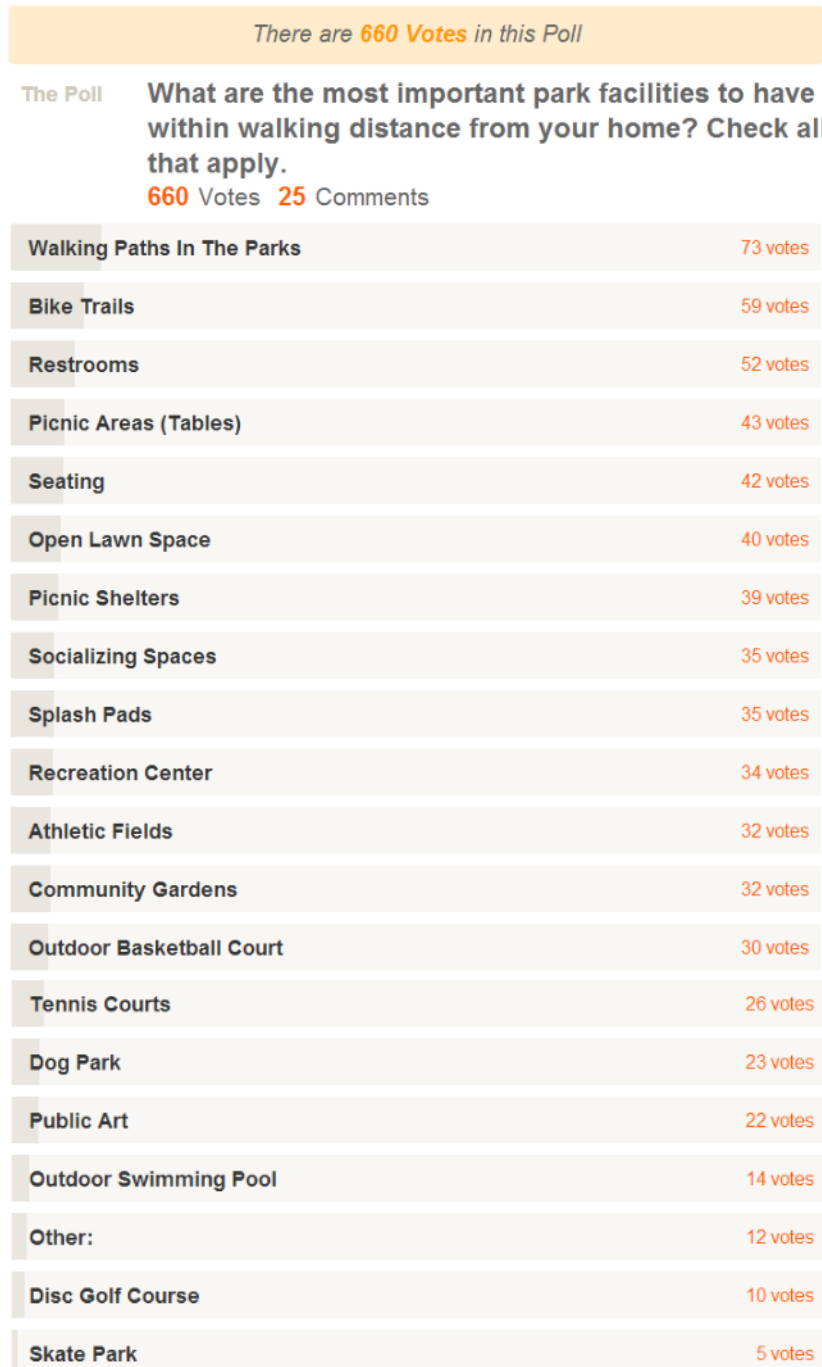 There are 660 Votes in this Poll
The Poll
What are the most important park facilities to have
within walking distance from your home? Check all
that apply.
660 Votes 25 Comments
Walking Paths In The Parks 73 votes
Bike Trails 59 votes
Restrooms 52 votes
Picnic Areas (Tables) 43 votes
Seating 42 votes
Open Lawn Space 40 votes
Picnic Shelters 39 votes
Socializing Spaces 35 votes
Splash Pads 35 votes
Recreation Center 34 votes
Athletic Fields 32 votes
Community Gardens 32 votes
Outdoor Basketball Court 30 votes
Tennis Courts 26 votes
Dog Park 23 votes
Public Art 22 votes
Outdoor Swimming Pool 14 votes
Other: 12 votes
Disc Golf Course 10 votes
Skate Park 5 votes